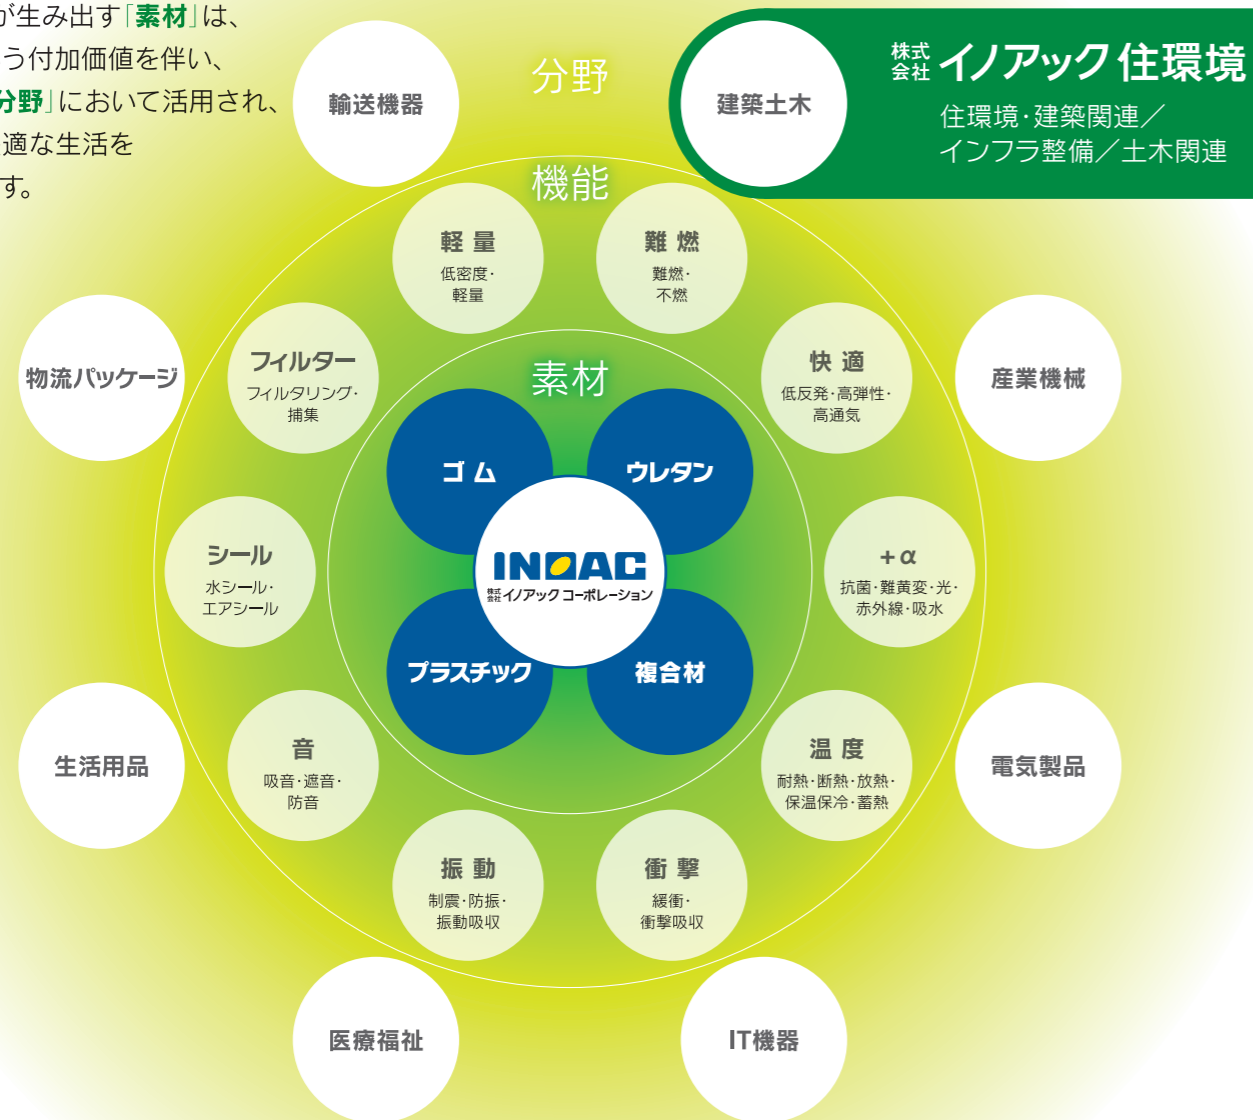 が生み出す「素材」は、
う付加価値を伴い、
分野」において活用され、
適な生活を
す。
株式会社 イノアック住環境
住環境・建築関連／
インフラ整備／土木関連
分野
輸送機器
建築土木
機能
軽量
低密度・
軽量
難燃
難燃・
不燃
物流パッケージ
フィルター
フィルタリング・
捕集
快適
低反発・高弾性・
高通気
産業機械
素材
ゴム
ウレタン
INOAC
株式会社 イノアック コーポレーション
プラスチック
複合材
シール
水シール・
エアシール
+α
抗菌・難黄変・光・
赤外線・吸水
生活用品
音
吸音・遮音・
防音
温度
耐熱・断熱・放熱・
保温保冷・蓄熱
電気製品
振動
制震・防振・
振動吸収
衝撃
緩衝・
衝撃吸収
医療福祉
IT機器